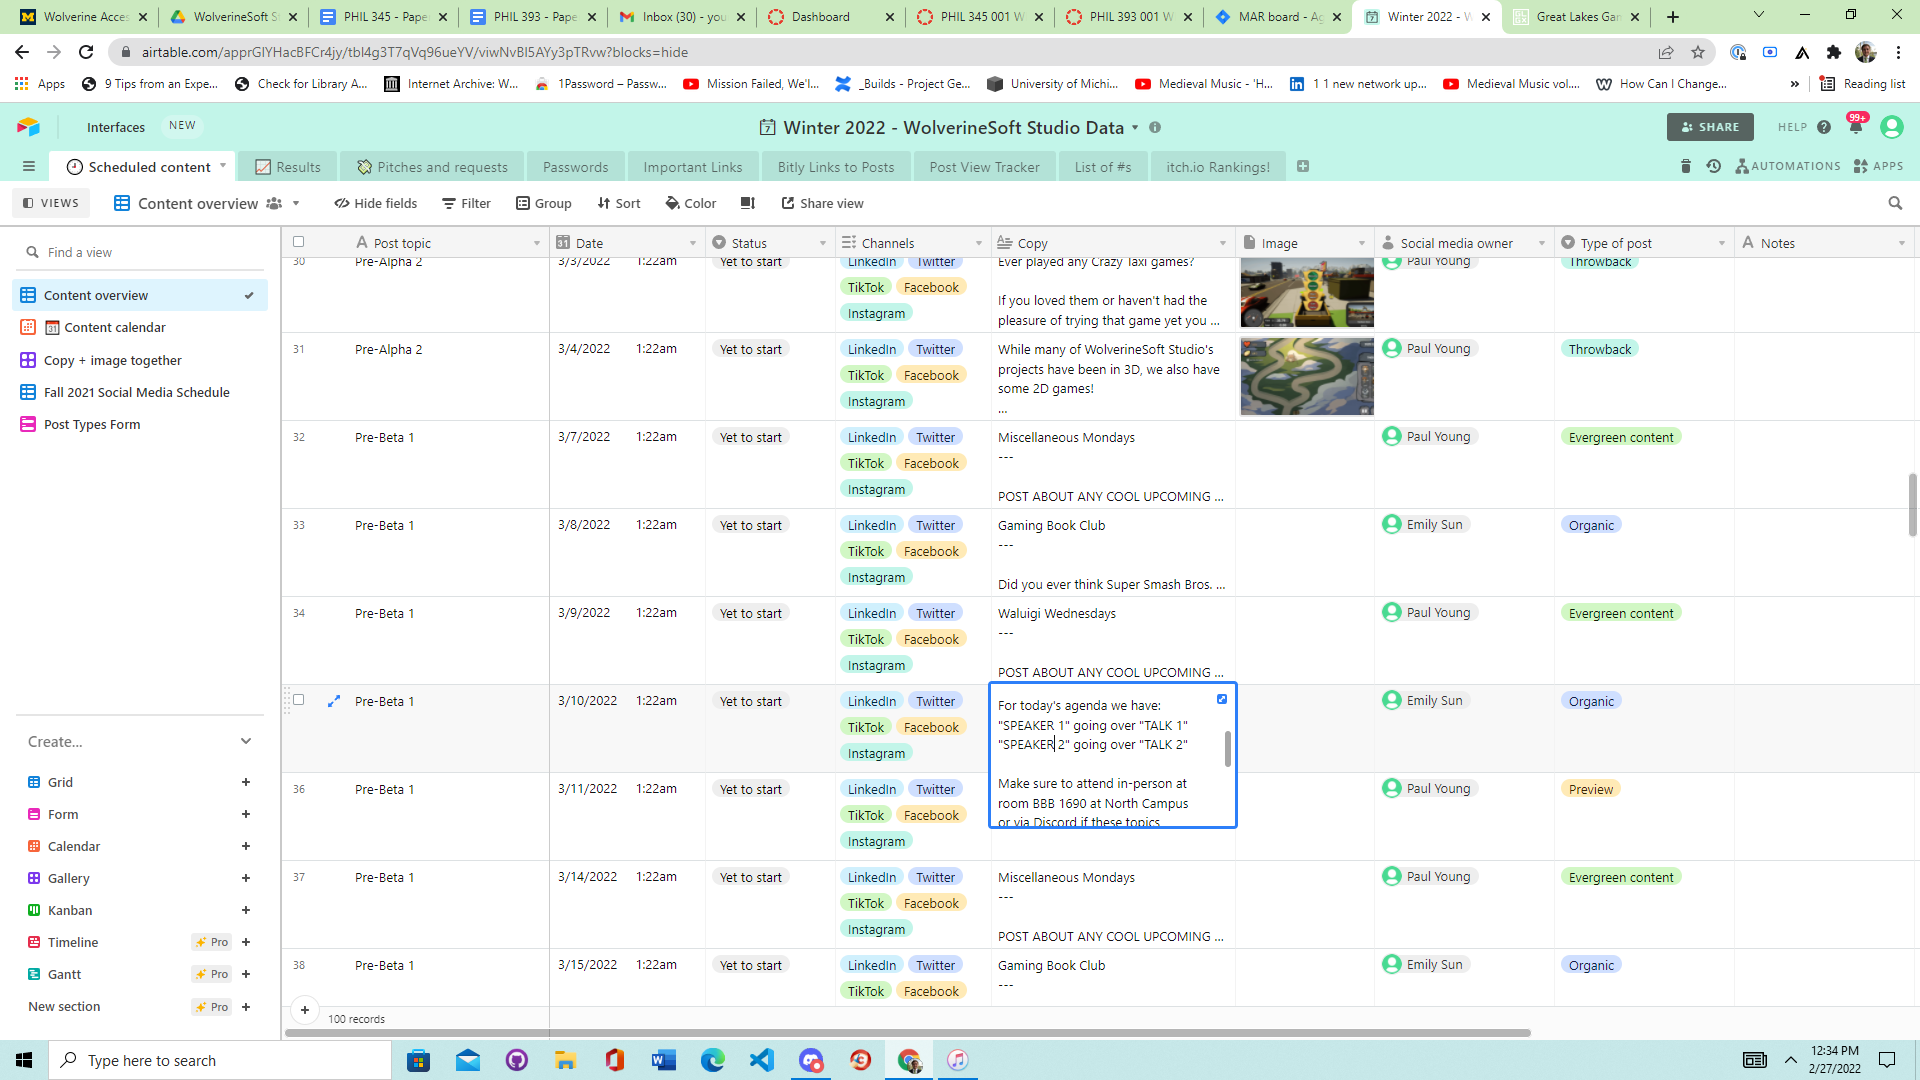 Wolverine Acces
WolverineSoft S
PHIL 345 - Pape
PHIL 393 - Pape
Inbox (30) - you
Dashboard
PHIL 345 001 W
PHIL 393 001 W
MAR board - Ag
Winter 2022 - W
Great Lakes Gam
airtable.com/apprGlYHacBFCr4jy/tbl4g3T7qVq96ueYV/viwNvBI5AYy3pTRvw?blocks=hide
Apps
9 Tips from an Expe...
Check for Library A...
Internet Archive: W...
1Password – Passw...
Mission Failed, We'l...
_Builds - Project Ge...
University of Michi...
Medieval Music - 'H...
1 1 new network up...
Medieval Music vol....
How Can I Change...
»
Reading list
Interfaces NEW
Winter 2022 - WolverineSoft Studio Data
SHARE
HELP
99+
Scheduled content
Results
Pitches and requests
Passwords
Important Links
Bitly Links to Posts
Post View Tracker
List of #s
itch.io Rankings!
AUTOMATIONS
APPS
VIEWS
Content overview
Hide fields
Filter
Group
Sort
Color
Share view
Find a view
Content overview
Content calendar
Copy + image together
Fall 2021 Social Media Schedule
Post Types Form
Create...
Grid
Form
Calendar
Gallery
Kanban
Timeline Pro
Gantt Pro
New section Pro
Post topic Date Status Channels Copy Image Social media owner Type of post Notes
30 Pre-Alpha 2 3/3/2022 1:22am Yet to start LinkedIn Twitter Ever played any Crazy Taxi games? Paul Young Throwback
TikTok Facebook If you loved them or haven't had the
Instagram pleasure of trying that game yet you ...
31 Pre-Alpha 2 3/4/2022 1:22am Yet to start LinkedIn Twitter While many of WolverineSoft Studio's Paul Young Throwback
TikTok Facebook projects have been in 3D, we also have
Instagram some 2D games!
...
32 Pre-Beta 1 3/7/2022 1:22am Yet to start LinkedIn Twitter Miscellaneous Mondays Paul Young Evergreen content
TikTok Facebook ---
Instagram POST ABOUT ANY COOL UPCOMING ...
33 Pre-Beta 1 3/8/2022 1:22am Yet to start LinkedIn Twitter Gaming Book Club Emily Sun Organic
TikTok Facebook ---
Instagram Did you ever think Super Smash Bros. ...
34 Pre-Beta 1 3/9/2022 1:22am Yet to start LinkedIn Twitter Waluigi Wednesdays Paul Young Evergreen content
TikTok Facebook ---
Instagram POST ABOUT ANY COOL UPCOMING ...
Pre-Beta 1 3/10/2022 1:22am Yet to start LinkedIn Twitter For today's agenda we have: Emily Sun Organic
TikTok Facebook "SPEAKER 1" going over "TALK 1"
Instagram "SPEAKER 2" going over "TALK 2"
Make sure to attend in-person at
room BBB 1690 at North Campus
or via Discord if these topics
36 Pre-Beta 1 3/11/2022 1:22am Yet to start LinkedIn Twitter Paul Young Preview
TikTok Facebook
Instagram
37 Pre-Beta 1 3/14/2022 1:22am Yet to start LinkedIn Twitter Miscellaneous Mondays Paul Young Evergreen content
TikTok Facebook ---
Instagram POST ABOUT ANY COOL UPCOMING ...
38 Pre-Beta 1 3/15/2022 1:22am Yet to start LinkedIn Twitter Gaming Book Club Emily Sun Organic
TikTok Facebook ---
100 records
Type here to search
12:34 PM
2/27/2022